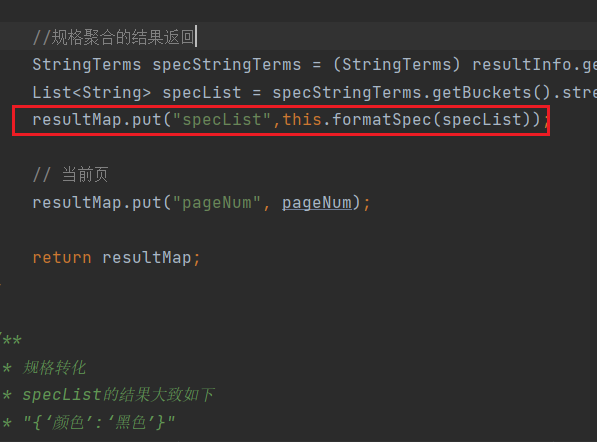 //规格聚合的结果返回
StringTerms specStringTerms = (StringTerms) resultInfo.ge
List<String> specList = specStringTerms.getBuckets().stre
resultMap.put("specList",this.formatSpec(specList));
// 当前页
resultMap.put("pageNum", pageNum);
return resultMap;
/**
* 规格转化
* specList的结果大致如下
* "{‘颜色’:‘黑色’}"